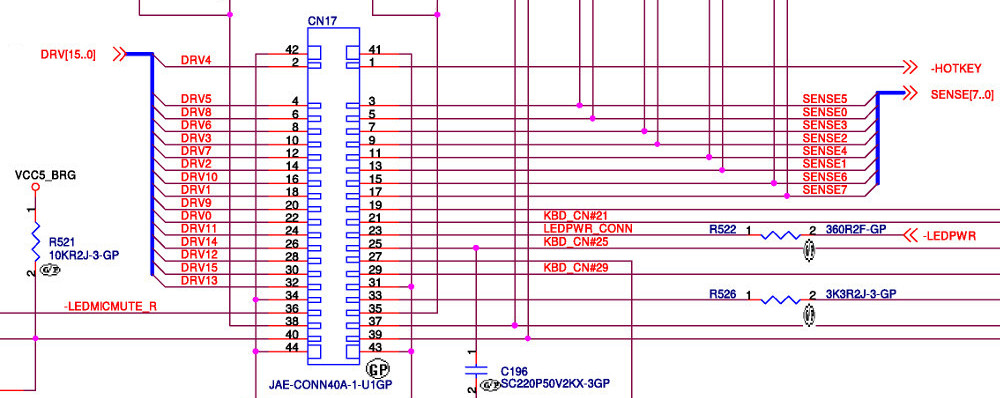 CN17
DRV[15..0]
42 41
DRV4 2 1 -HOTKEY
SENSE[7..0]
DRV5 4 3 SENSE5
DRV8 6 5 SENSE0
DRV6 8 7 SENSE3
DRV3 10 9 SENSE2
DRV7 12 11 SENSE4
DRV2 14 13 SENSE1
VCC5_BRG DRV10 16 15 SENSE6
DRV1 18 17 SENSE7
DRV9 20 19
1 DRV0 22 21 KBD_CN#21
DRV11 24 23 LEDPWR_CONN R522 1 2 360R2F-GP -LEDPWR
R521 DRV14 26 25 KBD_CN#25
10KR2J-3-GP DRV12 28 27
2 GP DRV15 30 29 KBD_CN#29
DRV13 32 31
34 33 R526 1 2 3K3R2J-3-GP
-LEDMICMUTE_R 36 35
38 37
40 39
44 43
GP 1
C196
JAE-CONN40A-1-U1GP 2 GP SC220P50V2KX-3GP